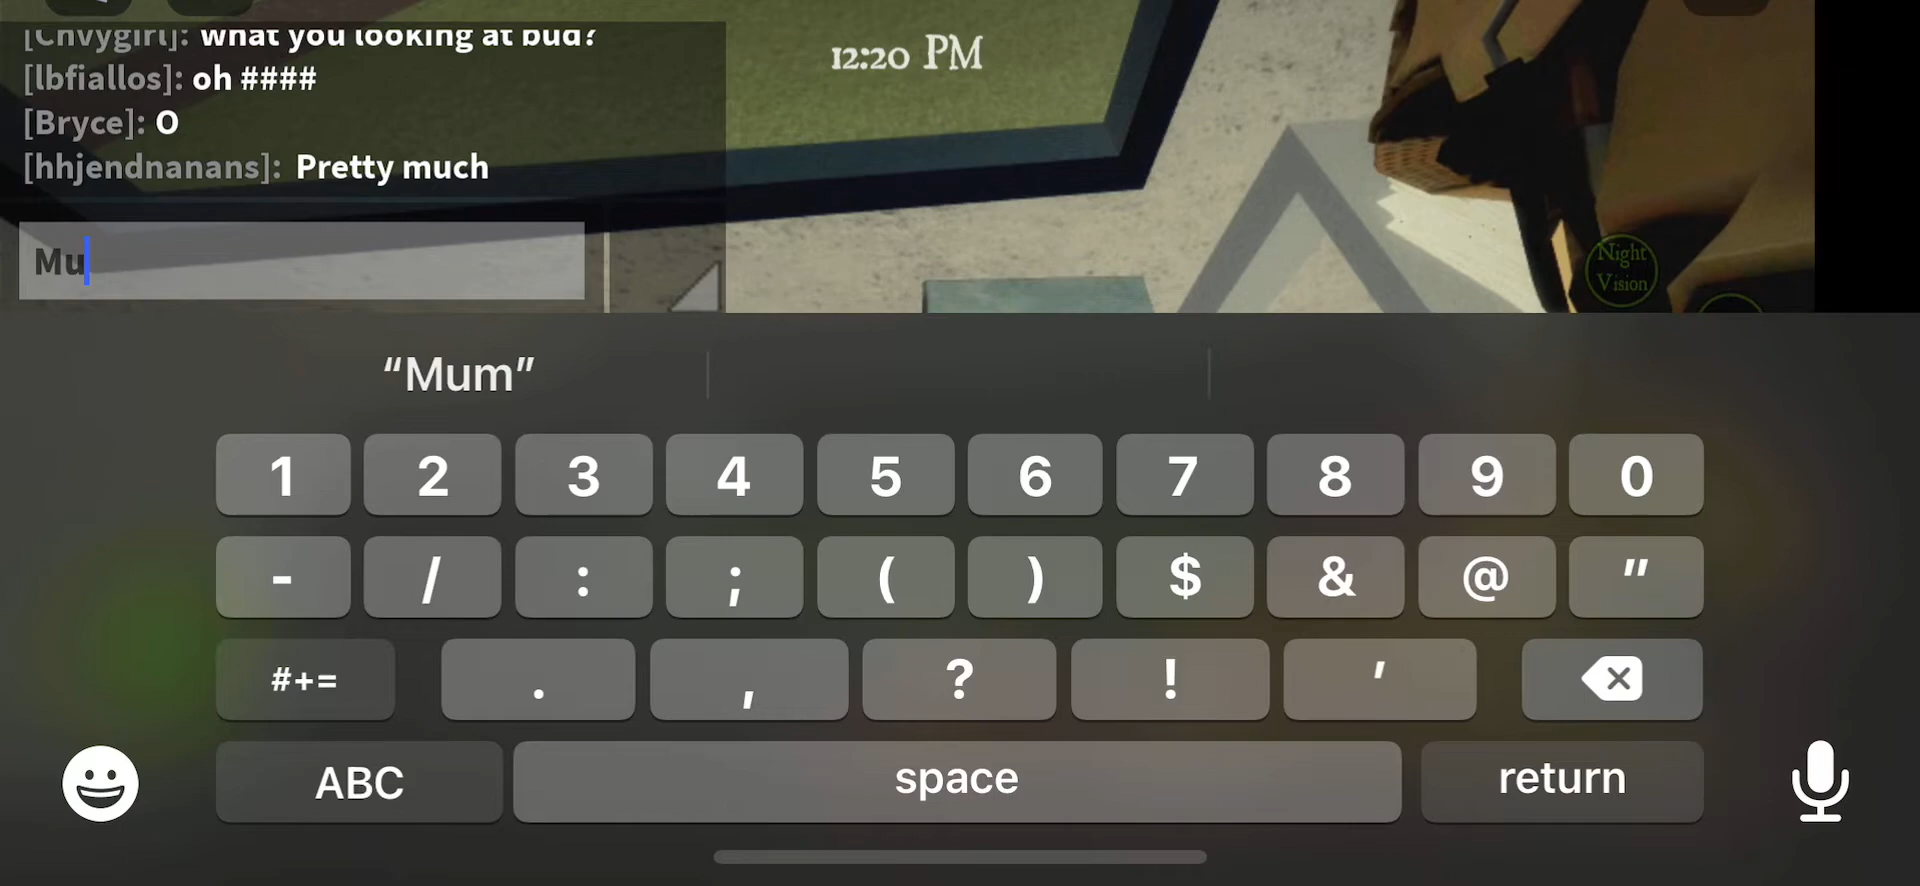 [Chvygirl]: what you looking at bud?
[lbfiallos]: oh ####
[Bryce]: O
[hhjendnanans]: Pretty much
12:20 PM
Mu
Night
Vision
“Mum”
1 2 3 4 5 6 7 8 9 0
- / : ; ( ) $ & @ "
#+= . , ? ! '
ABC space return